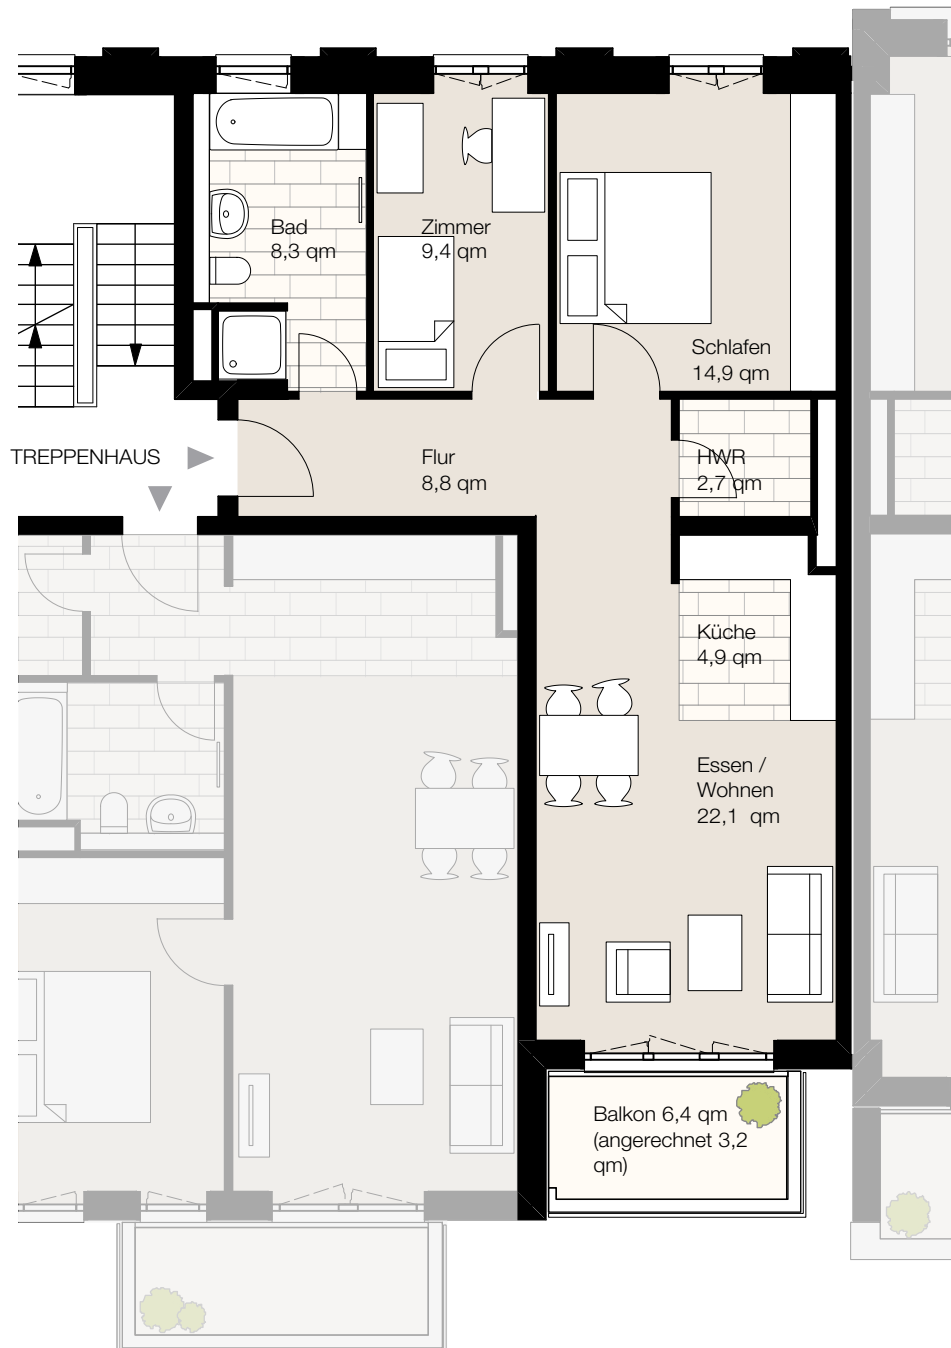 Bad
8,3 qm
Zimmer
9,4 qm
Schlafen
14,9 qm
TREPPENHAUS
Flur
8,8 qm
HWR
2,7 qm
Küche
4,9 qm
Essen /
Wohnen
22,1 qm
Balkon 6,4 qm
(angerechnet 3,2
qm)